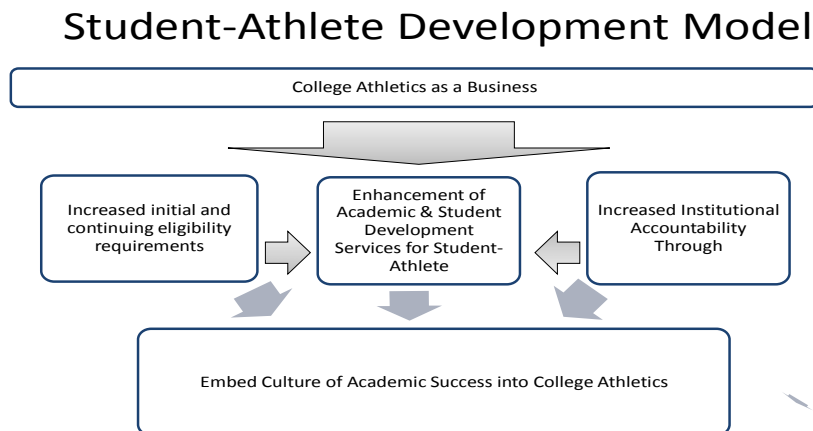 Student-Athlete Development Model
College Athletics as a Business
Increased initial and
continuing eligibility
requirements
Enhancement of
Academic & Student
Development
Services for Student-
Athlete
Increased Institutional
Accountability
Through
Embed Culture of Academic Success into College Athletics